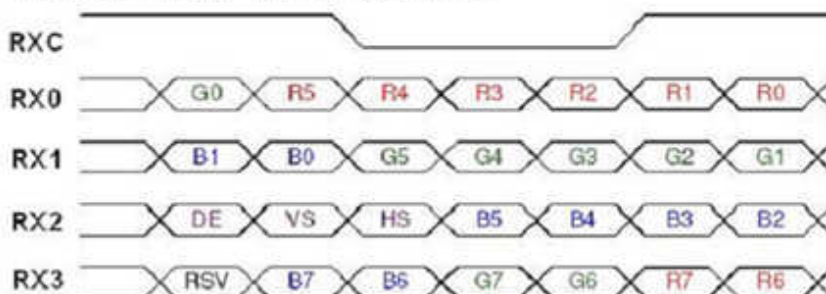 RXC
RX0 G0 R5 R4 R3 R2 R1 R0
RX1 B1 B0 G5 G4 G3 G2 G1
RX2 DE VS HS B5 B4 B3 B2
RX3 RSV B7 B6 G7 G6 R7 R6